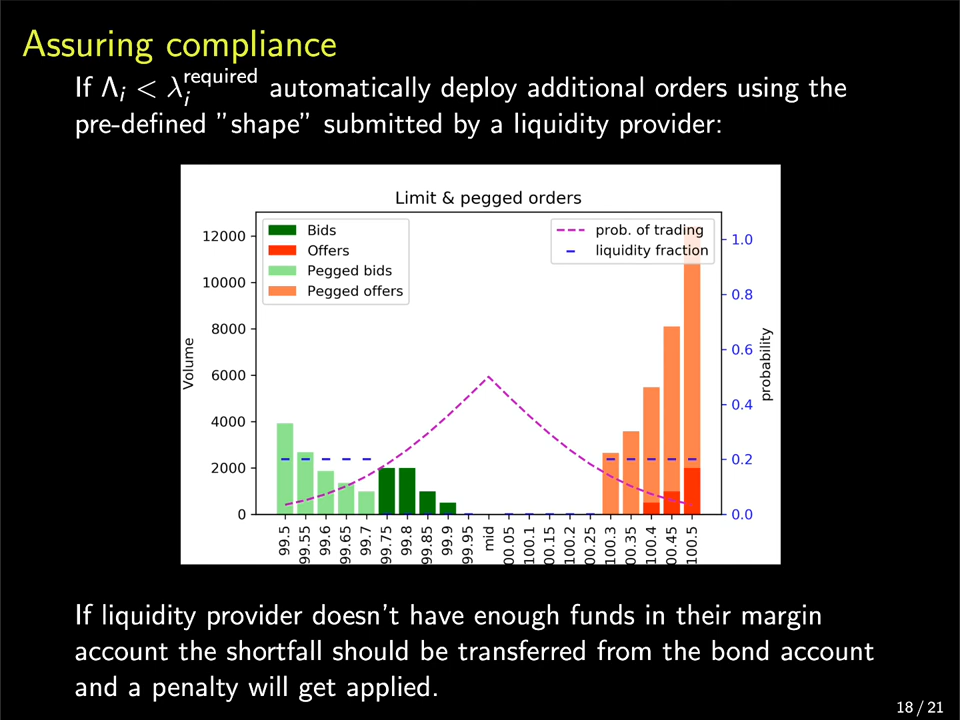 Assuring compliance
If Λi < λi^required automatically deploy additional orders using the
pre-defined "shape" submitted by a liquidity provider:
Limit & pegged orders
Bids
Offers
Pegged bids
Pegged offers
prob. of trading
liquidity fraction
Volume
12000
10000
8000
6000
4000
2000
0
probability
1.0
0.8
0.6
0.4
0.2
0.0
99.5
99.55
99.6
99.65
99.7
99.75
99.8
99.85
99.9
99.95
mid
00.05
100.1
00.15
100.2
00.25
100.3
00.35
100.4
00.45
100.5
If liquidity provider doesn't have enough funds in their margin
account the shortfall should be transferred from the bond account
and a penalty will get applied.
18 / 21